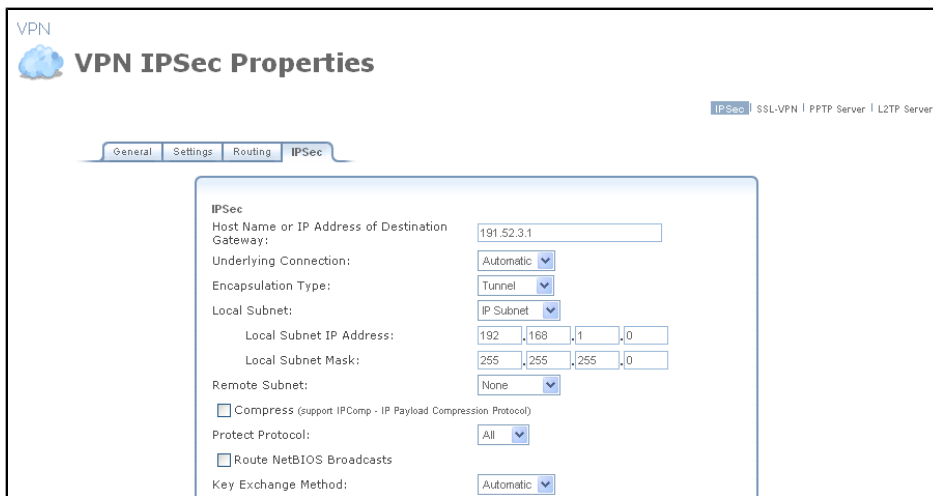 VPN
VPN IPSec Properties
IPSec | SSL-VPN | PPTP Server | L2TP Server
General Settings Routing IPSec
IPSec
Host Name or IP Address of Destination
Gateway:
191.52.3.1
Underlying Connection: Automatic
Encapsulation Type: Tunnel
Local Subnet: IP Subnet
Local Subnet IP Address: 192 .168 .1 .0
Local Subnet Mask: 255 .255 .255 .0
Remote Subnet: None
Compress (support IPComp - IP Payload Compression Protocol)
Protect Protocol: All
Route NetBIOS Broadcasts
Key Exchange Method: Automatic